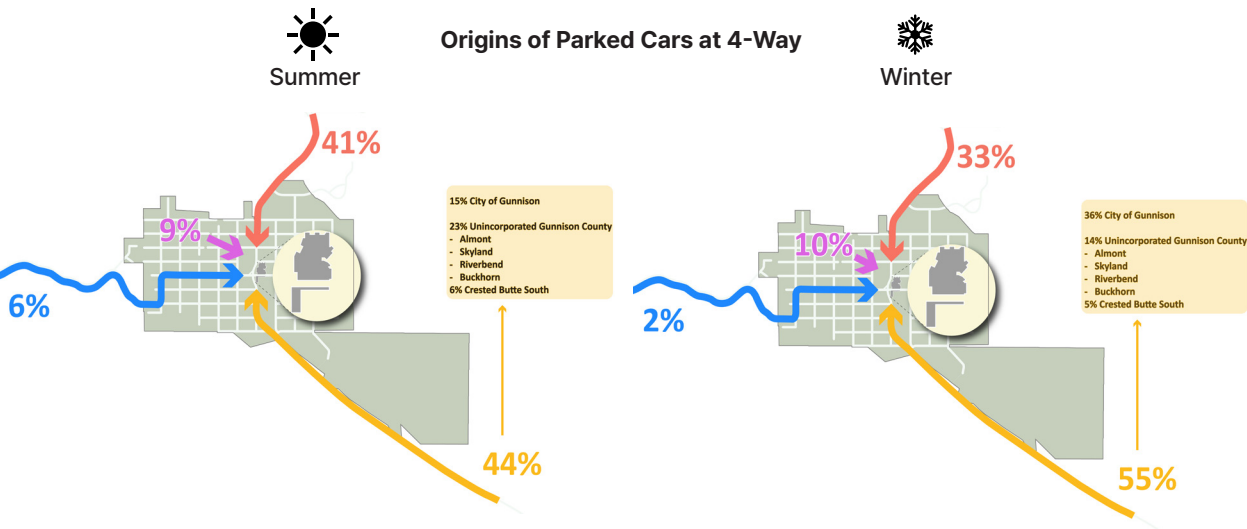 Origins of Parked Cars at 4-Way
Summer
41%
9%
6%
15% City of Gunnison
23% Unincorporated Gunnison County
- Almont
- Skyland
- Riverbend
- Buckhorn
6% Crested Butte South
44%
Winter
33%
10%
2%
36% City of Gunnison
14% Unincorporated Gunnison County
- Almont
- Skyland
- Riverbend
- Buckhorn
5% Crested Butte South
55%